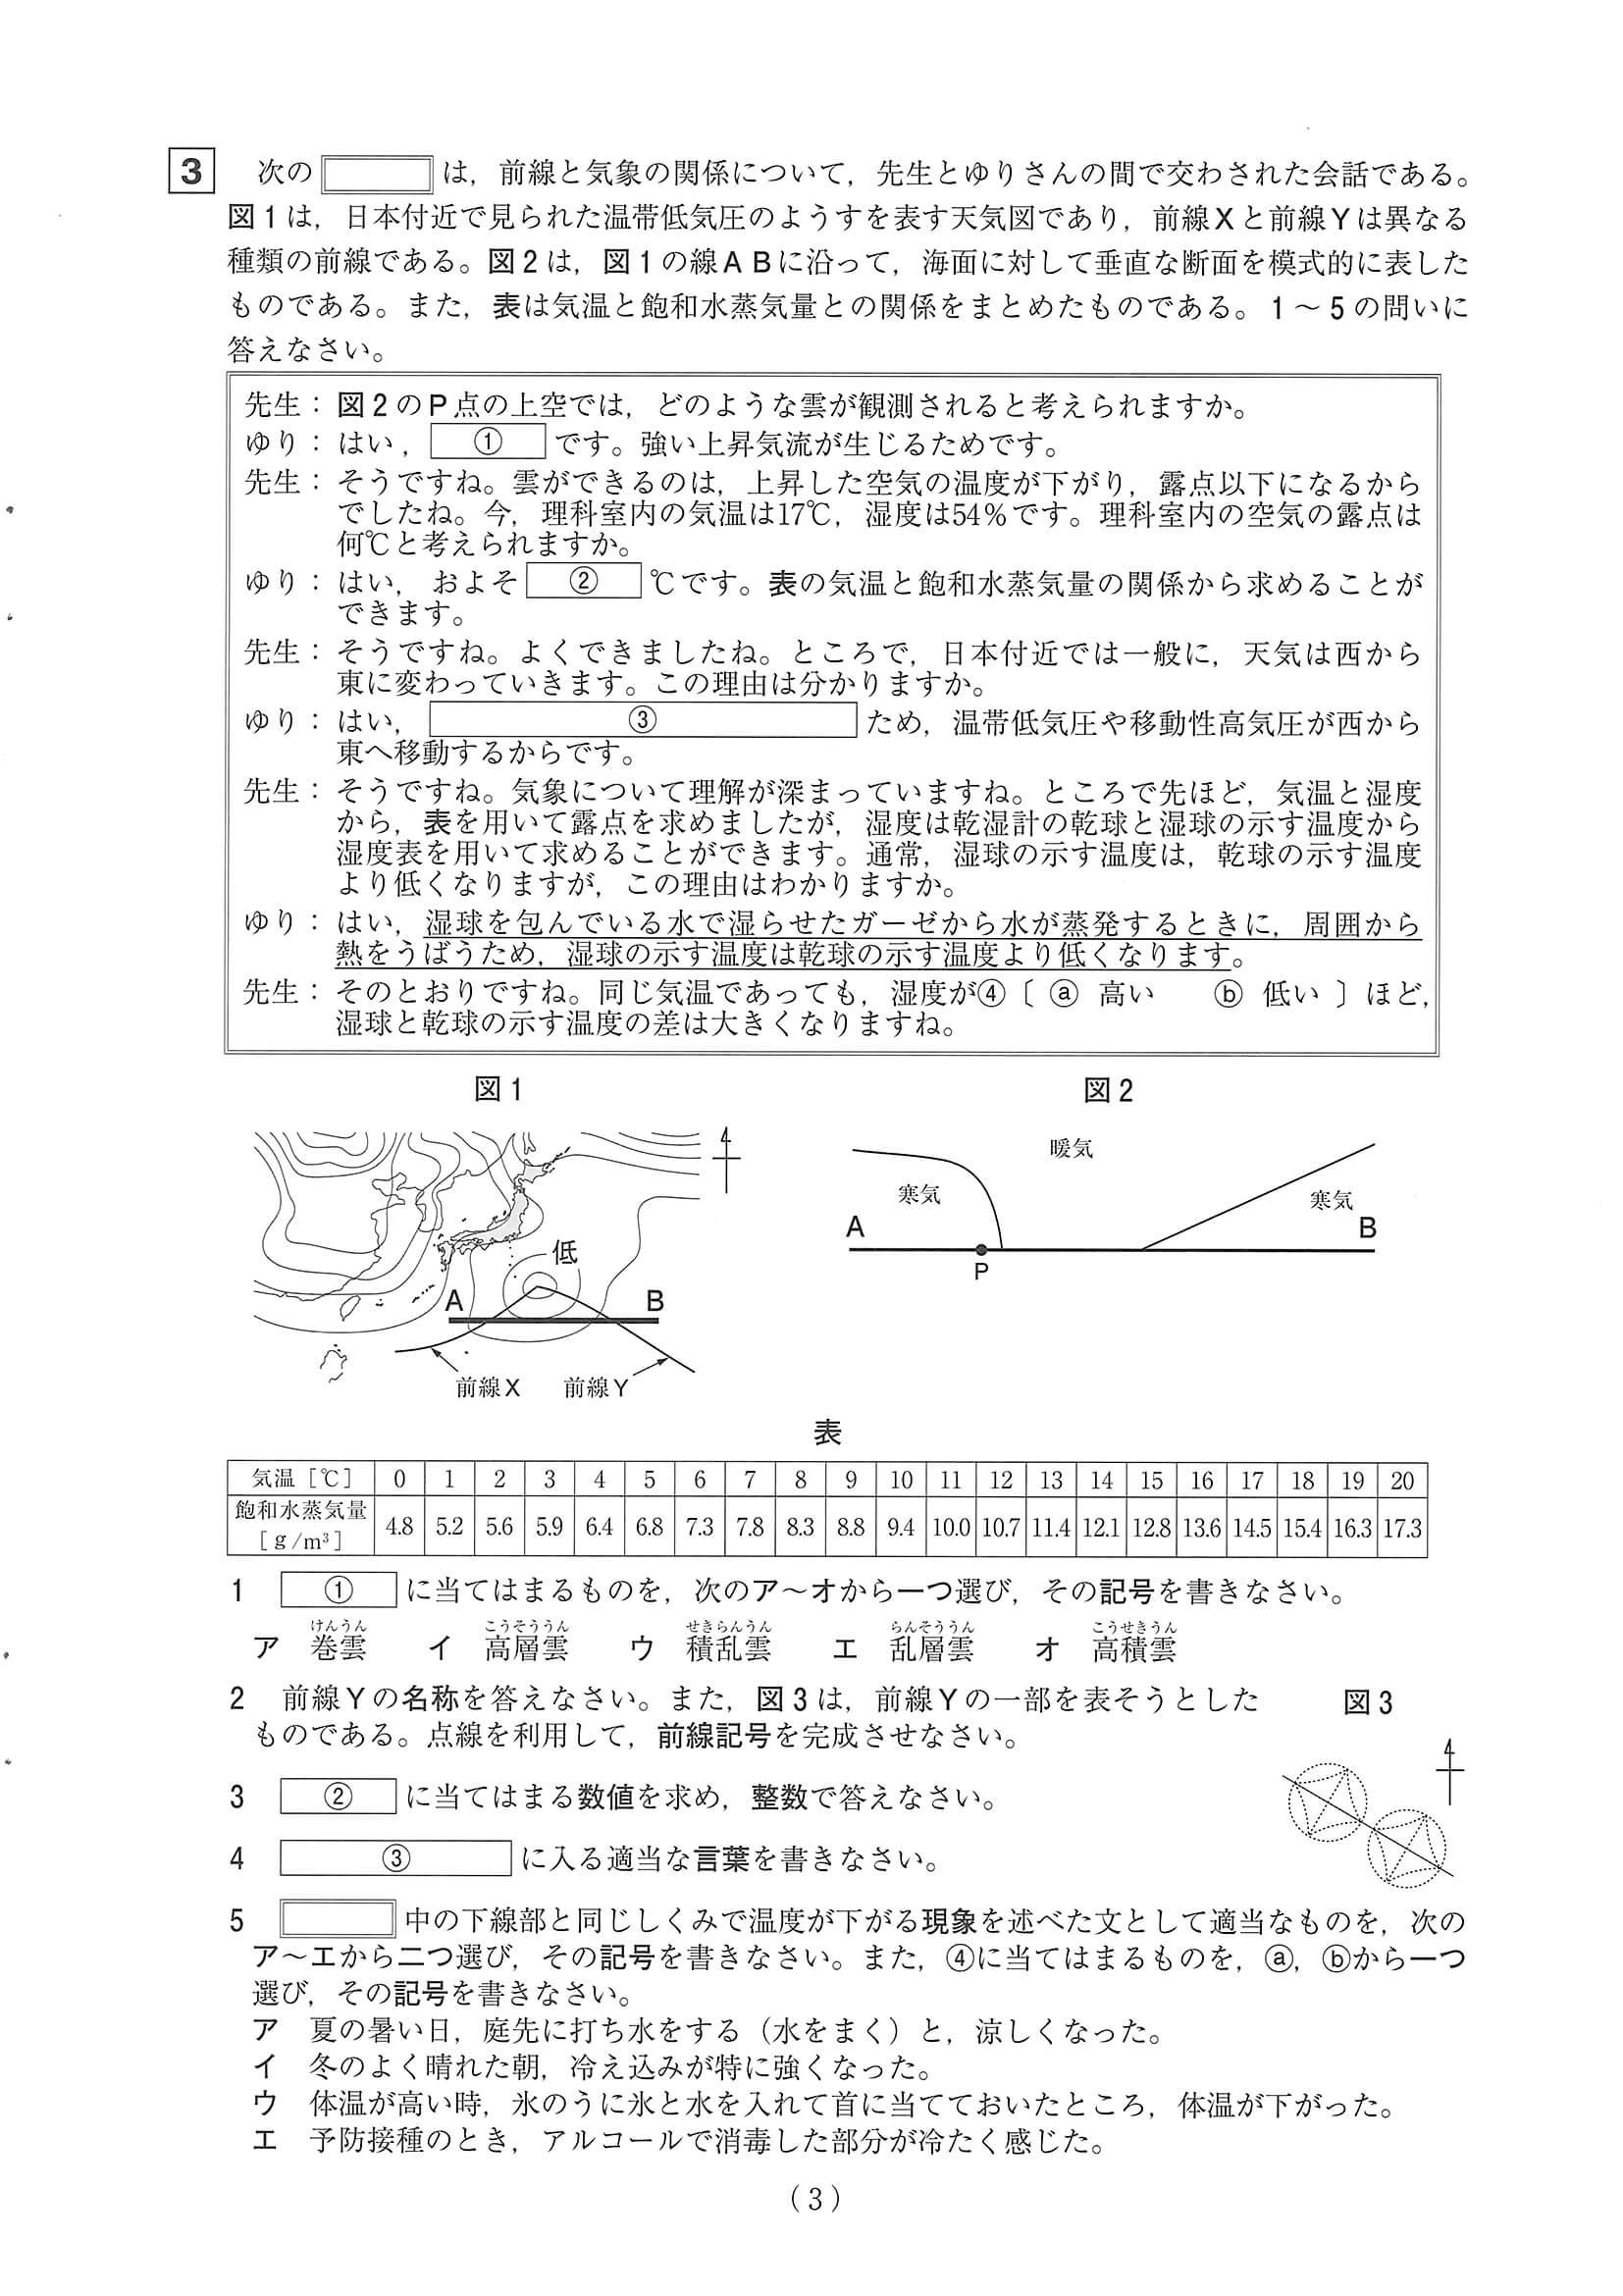 3 次の は，前線と気象の関係について，先生とゆりさんの間で交わされた会話である。
図1は，日本付近で見られた温帯低気圧のようすを表す天気図であり，前線Xと前線Yは異なる
種類の前線である。図2は，図1の線ABに沿って，海面に対して垂直な断面を模式的に表した
ものである。また，表は気温と飽和水蒸気量との関係をまとめたものである。1～5の問いに
答えなさい。
先生：図2のP点の上空では，どのような雲が観測されると考えられますか。
ゆり：はい， ① です。強い上昇気流が生じるためです。
先生：そうですね。雲ができるのは，上昇した空気の温度が下がり，露点以下になるから
でしたね。今，理科室内の気温は17℃，湿度は54％です。理科室内の空気の露点は
何℃と考えられますか。
ゆり：はい， およそ ② ℃です。表の気温と飽和水蒸気量の関係から求めることが
できます。
先生：そうですね。よくできましたね。ところで，日本付近では一般に，天気は西から
東に変わっていきます。この理由は分かりますか。
ゆり：はい， ③ ため，温帯低気圧や移動性高気圧が西から
東へ移動するからです。
先生：そうですね。気象について理解が深まっていますね。ところで先ほど，気温と湿度
から，表を用いて露点を求めましたが，湿度は乾湿計の乾球と湿球の示す温度から
湿度表を用いて求めることができます。通常，湿球の示す温度は，乾球の示す温度
より低くなりますが，この理由はわかりますか。
ゆり：はい，湿球を包んでいる水で湿らせたガーゼから水が蒸発するときに，周囲から
熱をうばうため，湿球の示す温度は乾球の示す温度より低くなります。
先生：そのとおりですね。同じ気温であっても，湿度が④〔 ⓐ 高い ⓑ 低い 〕ほど，
湿球と乾球の示す温度の差は大きくなりますね。
図1
図2
低
A
B
前線X 前線Y
暖気
寒気
寒気
A
B
P
表
気温［℃］ 0 1 2 3 4 5 6 7 8 9 10 11 12 13 14 15 16 17 18 19 20
飽和水蒸気量
［g/m³］ 4.8 5.2 5.6 5.9 6.4 6.8 7.3 7.8 8.3 8.8 9.4 10.0 10.7 11.4 12.1 12.8 13.6 14.5 15.4 16.3 17.3
1 ① に当てはまるものを，次のア～オから一つ選び，その記号を書きなさい。
けんうん こうそううん せきらんうん らんそううん こうせきうん
ア 巻雲 イ 高層雲 ウ 積乱雲 エ 乱層雲 オ 高積雲
2 前線Yの名称を答えなさい。また，図3は，前線Yの一部を表そうとした
ものである。点線を利用して，前線記号を完成させなさい。
図3
3 ② に当てはまる数値を求め，整数で答えなさい。
4 ③ に入る適当な言葉を書きなさい。
5 中の下線部と同じしくみで温度が下がる現象を述べた文として適当なものを，次の
ア～エから二つ選び，その記号を書きなさい。また，④に当てはまるものを，ⓐ，ⓑから一つ
選び，その記号を書きなさい。
ア 夏の暑い日，庭先に打ち水をする（水をまく）と，涼しくなった。
イ 冬のよく晴れた朝，冷え込みが特に強くなった。
ウ 体温が高い時，氷のうに氷と水を入れて首に当てておいたところ，体温が下がった。
エ 予防接種のとき，アルコールで消毒した部分が冷たく感じた。
（3）